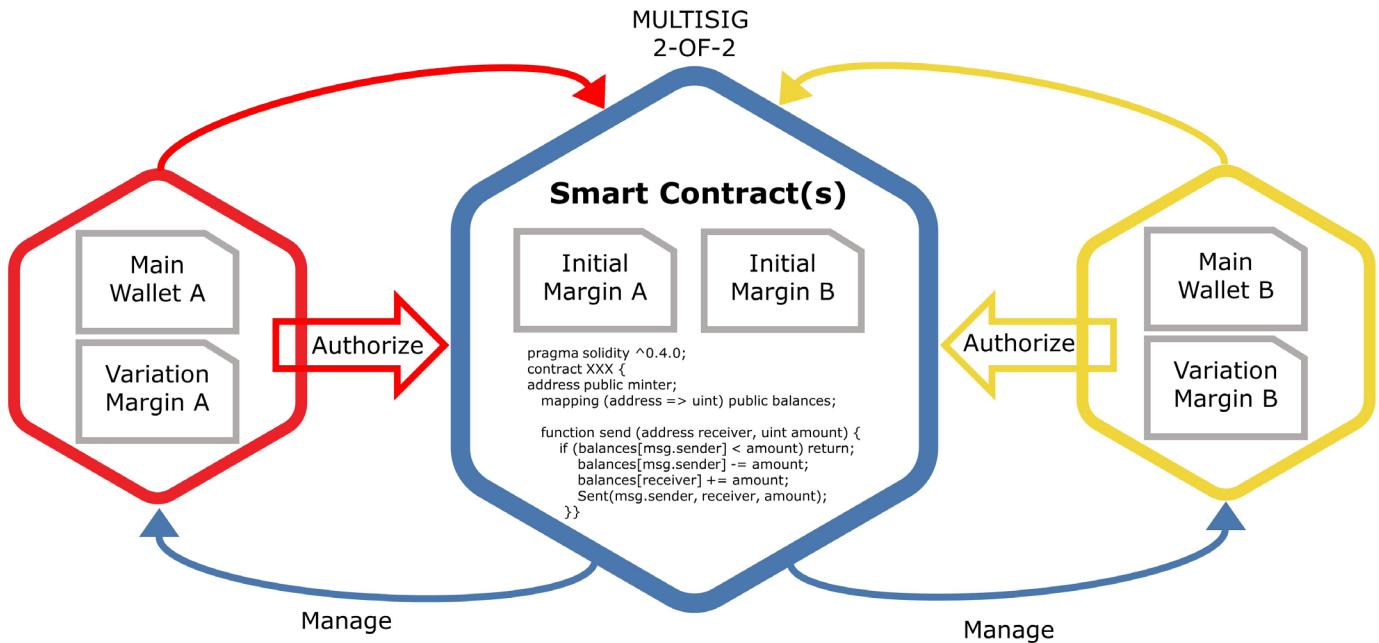 MULTISIG
2-OF-2
Smart Contract(s)
Main
Wallet A
Variation
Margin A
Authorize
Initial
Margin A
Initial
Margin B
pragma solidity ^0.4.0;
contract XXX {
address public minter;
mapping (address => uint) public balances;
function send (address receiver, uint amount) {
if (balances[msg.sender] < amount) return;
balances[msg.sender] -= amount;
balances[receiver] += amount;
Sent(msg.sender, receiver, amount);
}}
Authorize
Main
Wallet B
Variation
Margin B
Manage
Manage